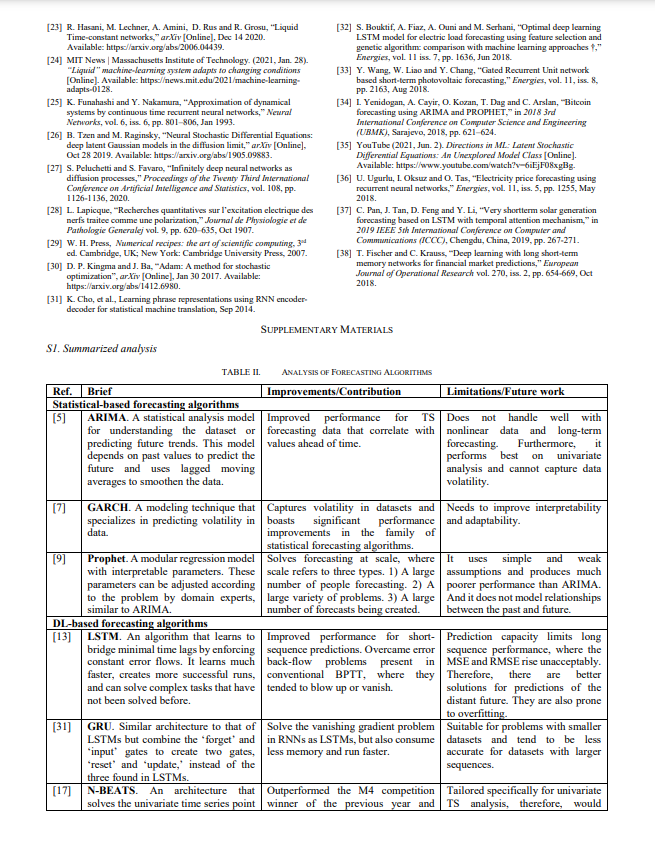 [23] R. Hasani, M. Lechner, A. Amini, D. Rus and R. Grosu, “Liquid
Time-constant networks,” arXiv [Online], Dec 14 2020.
Available: https://arxiv.org/abs/2006.04439.
[24] MIT News | Massachusetts Institute of Technology. (2021, Jan. 28).
“Liquid” machine-learning system adapts to changing conditions
[Online]. Available: https://news.mit.edu/2021/machine-learning-
adapts-0128.
[25] K. Funahashi and Y. Nakamura, “Approximation of dynamical
systems by continuous time recurrent neural networks,” Neural
Networks, vol. 6, iss. 6, pp. 801–806, Jan 1993.
[26] B. Tzen and M. Raginsky, “Neural Stochastic Differential Equations:
deep latent Gaussian models in the diffusion limit,” arXiv [Online],
Oct 28 2019. Available: https://arxiv.org/abs/1905.09883.
[27] S. Peluchetti and S. Favaro, “Infinitely deep neural networks as
diffusion processes,” Proceedings of the Twenty Third International
Conference on Artificial Intelligence and Statistics, vol. 108, pp.
1126-1136, 2020.
[28] L. Lapicque, “Recherches quantitatives sur l’excitation electrique des
nerfs traitee comme une polarization,” Journal de Physiologie et de
Pathologie Generalej vol. 9, pp. 620–635, Oct 1907.
[29] W. H. Press, Numerical recipes: the art of scientific computing, 3rd
ed. Cambridge, UK; New York: Cambridge University Press, 2007.
[30] D. P. Kingma and J. Ba, “Adam: A method for stochastic
optimization”, arXiv [Online], Jan 30 2017. Available:
https://arxiv.org/abs/1412.6980.
[31] K. Cho, et al., Learning phrase representations using RNN encoder-
decoder for statistical machine translation, Sep 2014.
[32] S. Bouktif, A. Fiaz, A. Ouni and M. Serhani, “Optimal deep learning
LSTM model for electric load forecasting using feature selection and
genetic algorithm: comparison with machine learning approaches †,”
Energies, vol. 11 iss. 7, pp. 1636, Jun 2018.
[33] Y. Wang, W. Liao and Y. Chang, “Gated Recurrent Unit network
based short-term photovoltaic forecasting,” Energies, vol. 11, iss. 8,
pp. 2163, Aug 2018.
[34] I. Yenidogan, A. Cayir, O. Kozan, T. Dag and C. Arslan, “Bitcoin
forecasting using ARIMA and PROPHET,” in 2018 3rd
International Conference on Computer Science and Engineering
(UBMK), Sarajevo, 2018, pp. 621–624.
[35] YouTube (2021, Jun. 2). Directions in ML: Latent Stochastic
Differential Equations: An Unexplored Model Class [Online].
Available: https://www.youtube.com/watch?v=6iEjF08xgBg.
[36] U. Ugurlu, I. Oksuz and O. Tas, “Electricity price forecasting using
recurrent neural networks,” Energies, vol. 11, iss. 5, pp. 1255, May
2018.
[37] C. Pan, J. Tan, D. Feng and Y. Li, “Very shortterm solar generation
forecasting based on LSTM with temporal attention mechanism,” in
2019 IEEE 5th International Conference on Computer and
Communications (ICCC), Chengdu, China, 2019, pp. 267-271.
[38] T. Fischer and C. Krauss, “Deep learning with long short-term
memory networks for financial market predictions,” European
Journal of Operational Research vol. 270, iss. 2, pp. 654-669, Oct
2018.
SUPPLEMENTARY MATERIALS
S1. Summarized analysis
TABLE II. ANALYSIS OF FORECASTING ALGORITHMS
Ref. Brief Improvements/Contribution Limitations/Future work
Statistical-based forecasting algorithms
[5] ARIMA. A statistical analysis model
for understanding the dataset or
predicting future trends. This model
depends on past values to predict the
future and uses lagged moving
averages to smoothen the data.
Improved performance for TS
forecasting data that correlate with
values ahead of time.
Does not handle well with
nonlinear data and long-term
forecasting. Furthermore, it
performs best on univariate
analysis and cannot capture data
volatility.
[7] GARCH. A modeling technique that
specializes in predicting volatility in
data.
Captures volatility in datasets and
boasts significant performance
improvements in the family of
statistical forecasting algorithms.
Needs to improve interpretability
and adaptability.
[9] Prophet. A modular regression model
with interpretable parameters. These
parameters can be adjusted according
to the problem by domain experts,
similar to ARIMA.
Solves forecasting at scale, where
scale refers to three types. 1) A large
number of people forecasting. 2) A
large variety of problems. 3) A large
number of forecasts being created.
It uses simple and weak
assumptions and produces much
poorer performance than ARIMA.
And it does not model relationships
between the past and future.
DL-based forecasting algorithms
[13] LSTM. An algorithm that learns to
bridge minimal time lags by enforcing
constant error flows. It learns much
faster, creates more successful runs,
and can solve complex tasks that have
not been solved before.
Improved performance for short-
sequence predictions. Overcame error
back-flow problems present in
conventional BPTT, where they
tended to blow up or vanish.
Prediction capacity limits long
sequence performance, where the
MSE and RMSE rise unacceptably.
Therefore, there are better
solutions for predictions of the
distant future. They are also prone
to overfitting.
[31] GRU. Similar architecture to that of
LSTMs but combine the ‘forget’ and
‘input’ gates to create two gates,
‘reset’ and ‘update,’ instead of the
three found in LSTMs.
Solve the vanishing gradient problem
in RNNs as LSTMs, but also consume
less memory and run faster.
Suitable for problems with smaller
datasets and tend to be less
accurate for datasets with larger
sequences.
[17] N-BEATS. An architecture that
solves the univariate time series point
Outperformed the M4 competition
winner of the previous year and
Tailored specifically for univariate
TS analysis, therefore, would